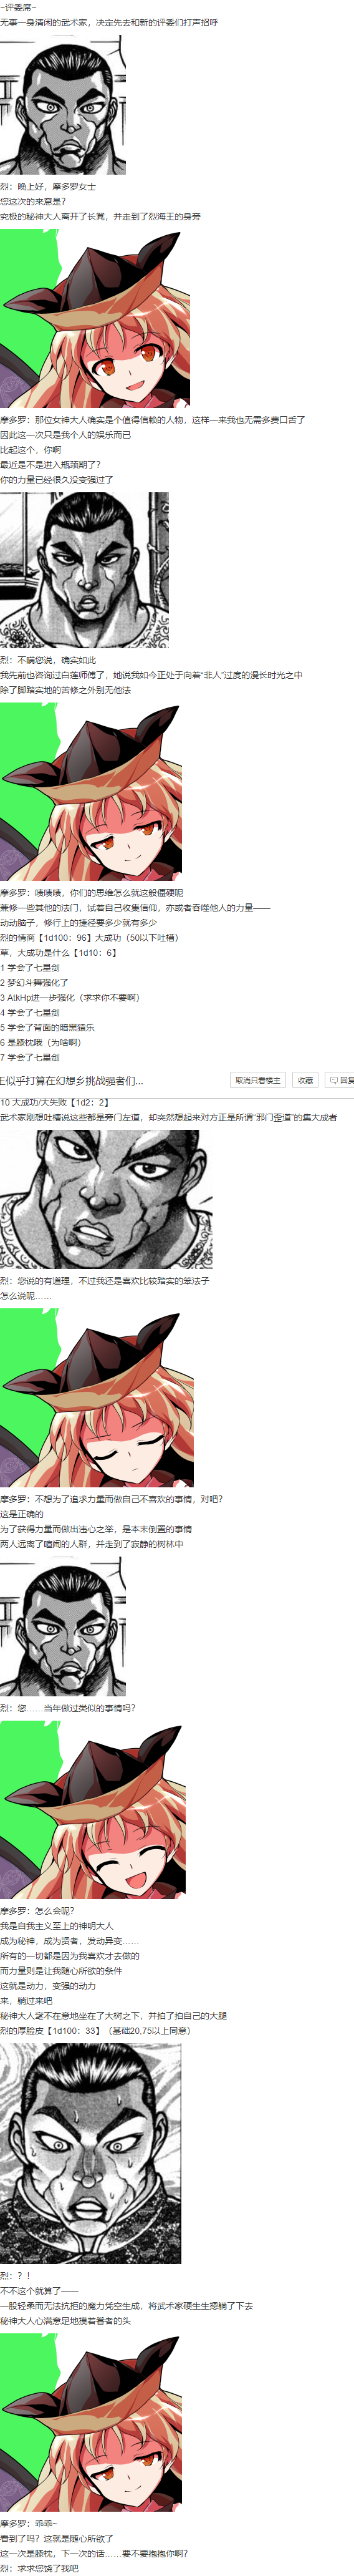 ~评委席~
无事一身清闲的武术家，决定先去和新的评委们打声招呼
烈：晚上好，摩多罗女士
您这次的来意是？
究极的秘神大人离开了长凳，并走到了烈海王的身旁
摩多罗：那位女神大人确实是个值得信赖的人物，这样一来我也无需多费口舌了
因此这一次只是我个人的娱乐而已
比起这个，你啊
最近是不是进入瓶颈期了？
你的力量已经很久没变强过了
烈：不瞒您说，确实如此
我先前也咨询过白莲师傅了，她说我如今正处于向着“非人”过度的漫长时光之中
除了脚踏实地的苦修之外别无他法
摩多罗：啧啧啧，你们的思维怎么就这般僵硬呢
兼修一些其他的法门，试着自己收集信仰，亦或者吞噬他人的力量——
动动脑子，修行上的捷径要多少就有多少
烈的情商【1d100：96】大成功（50以下吐槽）
草，大成功是什么【1d10：6】
1 学会了七星剑
2 梦幻斗舞强化了
3 AtkHp进一步强化（求求你不要啊）
4 学会了七星剑
5 学会了背面的暗黑猿乐
6 是膝枕哦（为啥啊）
7 学会了七星剑
王似乎打算在幻想乡挑战强者们...
取消只看楼主
收藏
回复
10 大成功/大失败【1d2：2】
武术家刚想吐槽说这些都是旁门左道，却突然想起来对方正是所谓“邪门歪道”的集大成者
烈：您说的有道理，不过我还是喜欢比较踏实的笨法子
怎么说呢……
摩多罗：不想为了追求力量而做自己不喜欢的事情，对吧？
这是正确的
为了获得力量而做出违心之举，是本末倒置的事情
两人远离了喧闹的人群，并走到了寂静的树林中
烈：您……当年做过类似的事情吗？
摩多罗：怎么会呢？
我是自我主义至上的神明大人
成为秘神，成为贤者，发动异变……
所有的一切都是因为我喜欢才去做的
而力量则是让我随心所欲的条件
这就是动力，变强的动力
来，躺过来吧
秘神大人毫不在意地坐在了大树之下，并拍了拍自己的大腿
烈的厚脸皮【1d100：33】（基础20,75以上同意）
烈：？！
不不这个就算了——
一股轻柔而无法抗拒的魔力凭空生成，将武术家硬生生摁躺了下去
秘神大人心满意足地摸着眷者的头
摩多罗：乖乖~
看到了吗？这就是随心所欲了
这一次是膝枕，下一次的话……要不要抱抱你啊？
烈：求求您饶了我吧